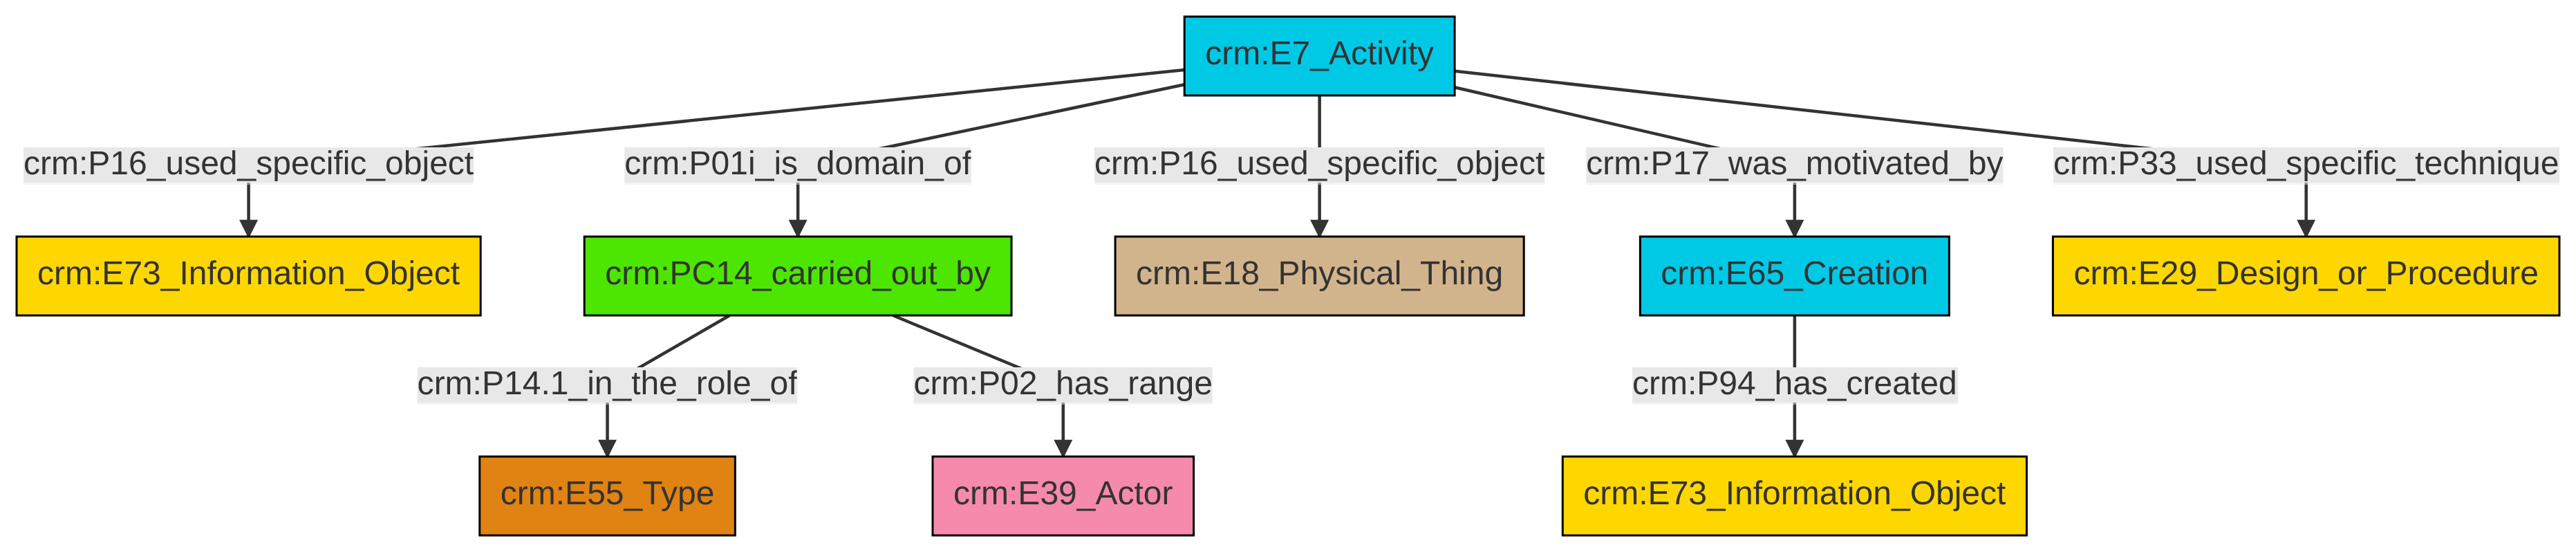 crm:E7_Activity
crm:P16_used_specific_object
crm:P01i_is_domain_of
crm:P16_used_specific_object
crm:P17_was_motivated_by
crm:P33_used_specific_technique
crm:E73_Information_Object
crm:PC14_carried_out_by
crm:E18_Physical_Thing
crm:E65_Creation
crm:E29_Design_or_Procedure
crm:P14.1_in_the_role_of
crm:P02_has_range
crm:P94_has_created
crm:E55_Type
crm:E39_Actor
crm:E73_Information_Object